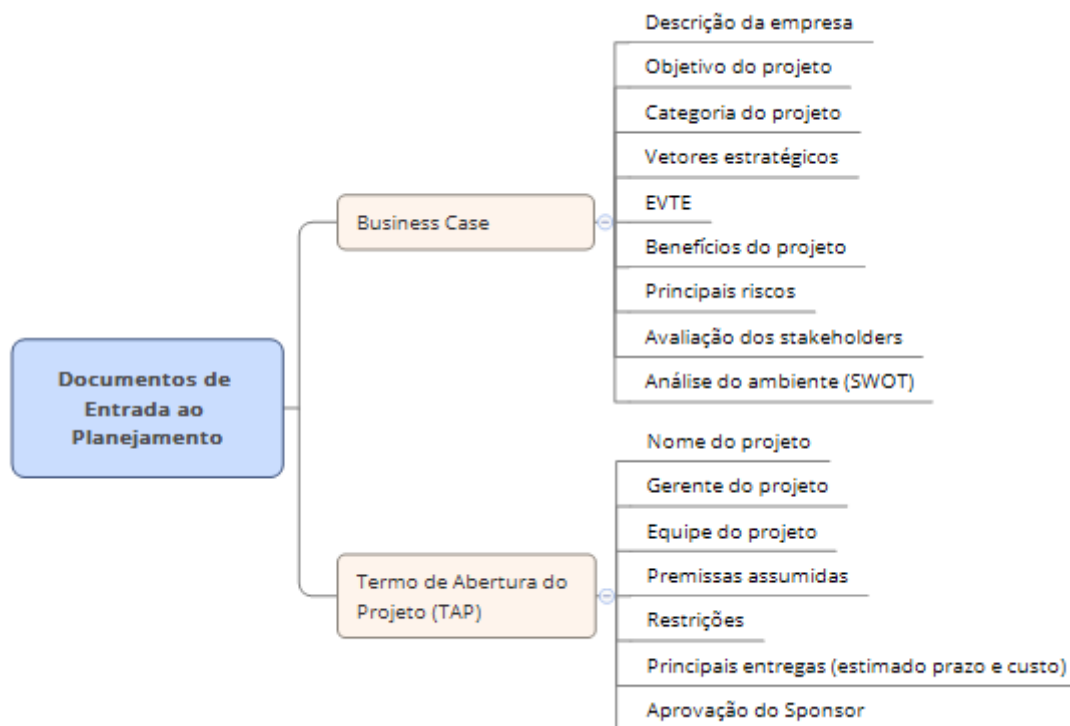 Documentos de
Entrada ao
Planejamento
Business Case
Descrição da empresa
Objetivo do projeto
Categoria do projeto
Vetores estratégicos
EVTE
Benefícios do projeto
Principais riscos
Avaliação dos stakeholders
Análise do ambiente (SWOT)
Termo de Abertura do
Projeto (TAP)
Nome do projeto
Gerente do projeto
Equipe do projeto
Premissas assumidas
Restrições
Principais entregas (estimado prazo e custo)
Aprovação do Sponsor